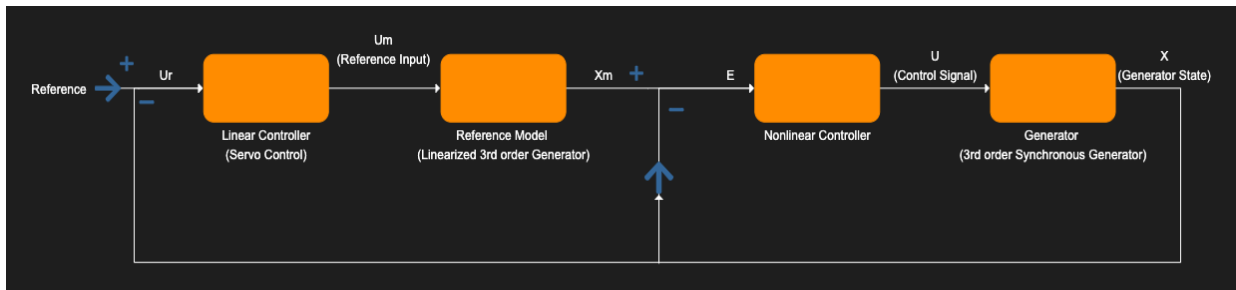 Reference
+
−
Ur
Linear Controller
(Servo Control)
Um
(Reference Input)
Reference Model
(Linearized 3rd order Generator)
Xm
+
−
E
Nonlinear Controller
U
(Control Signal)
Generator
(3rd order Synchronous Generator)
X
(Generator State)